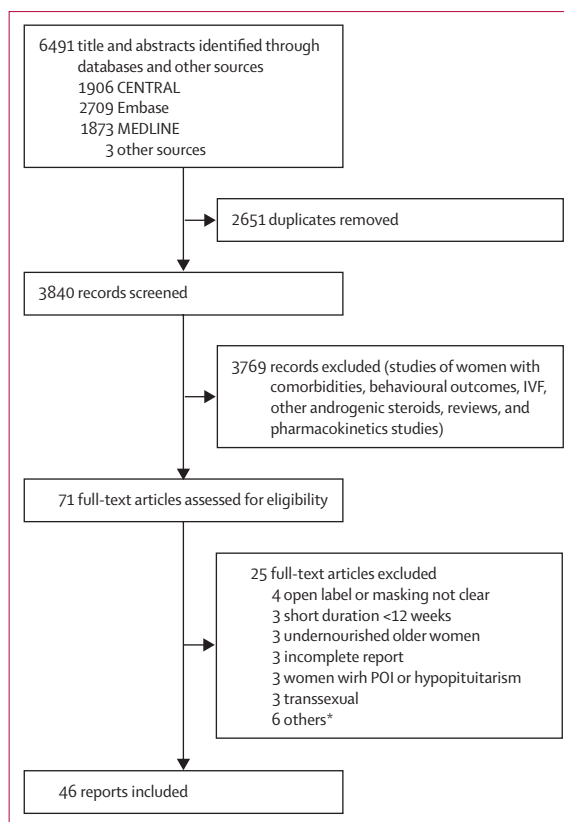 6491 title and abstracts identified through
databases and other sources
1906 CENTRAL
2709 Embase
1873 MEDLINE
3 other sources
2651 duplicates removed
3840 records screened
3769 records excluded (studies of women with
comorbidities, behavioural outcomes, IVF,
other androgenic steroids, reviews, and
pharmacokinetics studies)
71 full-text articles assessed for eligibility
25 full-text articles excluded
4 open label or masking not clear
3 short duration <12 weeks
3 undernourished older women
3 incomplete report
3 women wirh POI or hypopituitarism
3 transsexual
6 others*
46 reports included